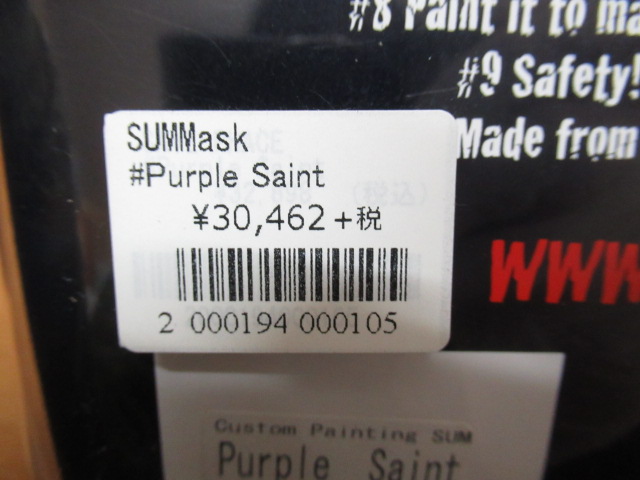 #8 Paint it to ma
#9 Safety!
Made from
SUMMask
#Purple Saint
¥30,462+税
2 000194 000105
WWW
Custom Painting SUM
Purple Saint